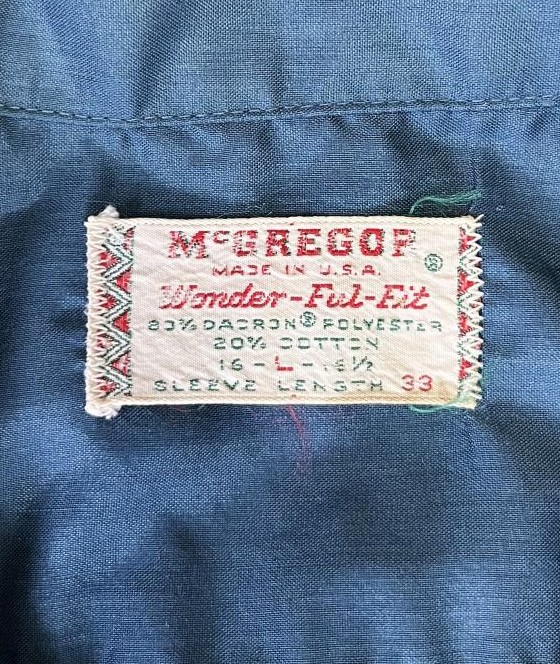 McGREGOR ®
MADE IN U.S.A.
Wonder-Ful-Fit
80% DACRON® POLYESTER
20% COTTON
16 - L - 16½
SLEEVE LENGTH 33